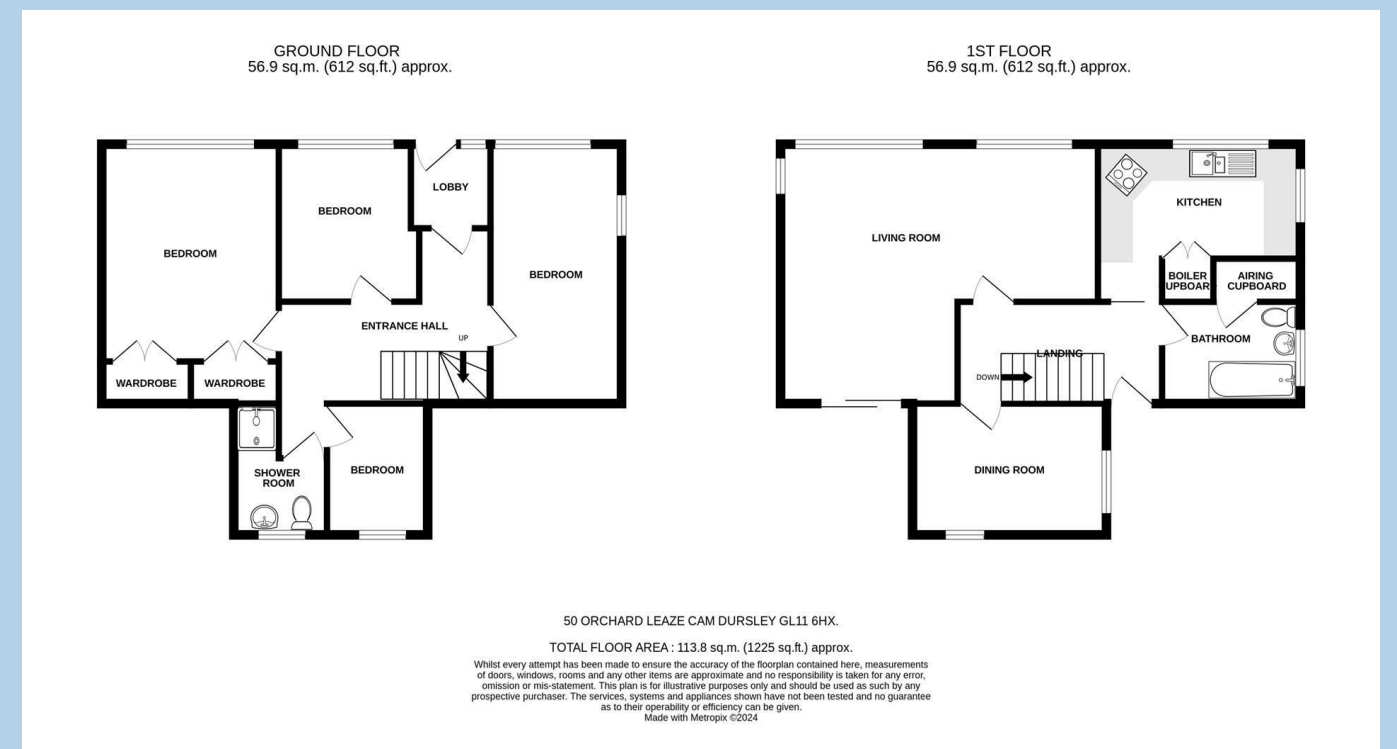 GROUND FLOOR
56.9 sq.m. (612 sq.ft.) approx.
LOBBY
BEDROOM
BEDROOM
BEDROOM
ENTRANCE HALL
UP
WARDROBE
WARDROBE
SHOWER
ROOM
BEDROOM
1ST FLOOR
56.9 sq.m. (612 sq.ft.) approx.
KITCHEN
LIVING ROOM
BOILER
UPBOAR
AIRING
CUPBOARD
BATHROOM
LANDING
DOWN
DINING ROOM
50 ORCHARD LEAZE CAM DURSLEY GL11 6HX.
TOTAL FLOOR AREA : 113.8 sq.m. (1225 sq.ft.) approx.
Whilst every attempt has been made to ensure the accuracy of the floorplan contained here, measurements
of doors, windows, rooms and any other items are approximate and no responsibility is taken for any error,
omission or mis-statement. This plan is for illustrative purposes only and should be used as such by any
prospective purchaser. The services, systems and appliances shown have not been tested and no guarantee
as to their operability or efficiency can be given.
Made with Metropix ©2024